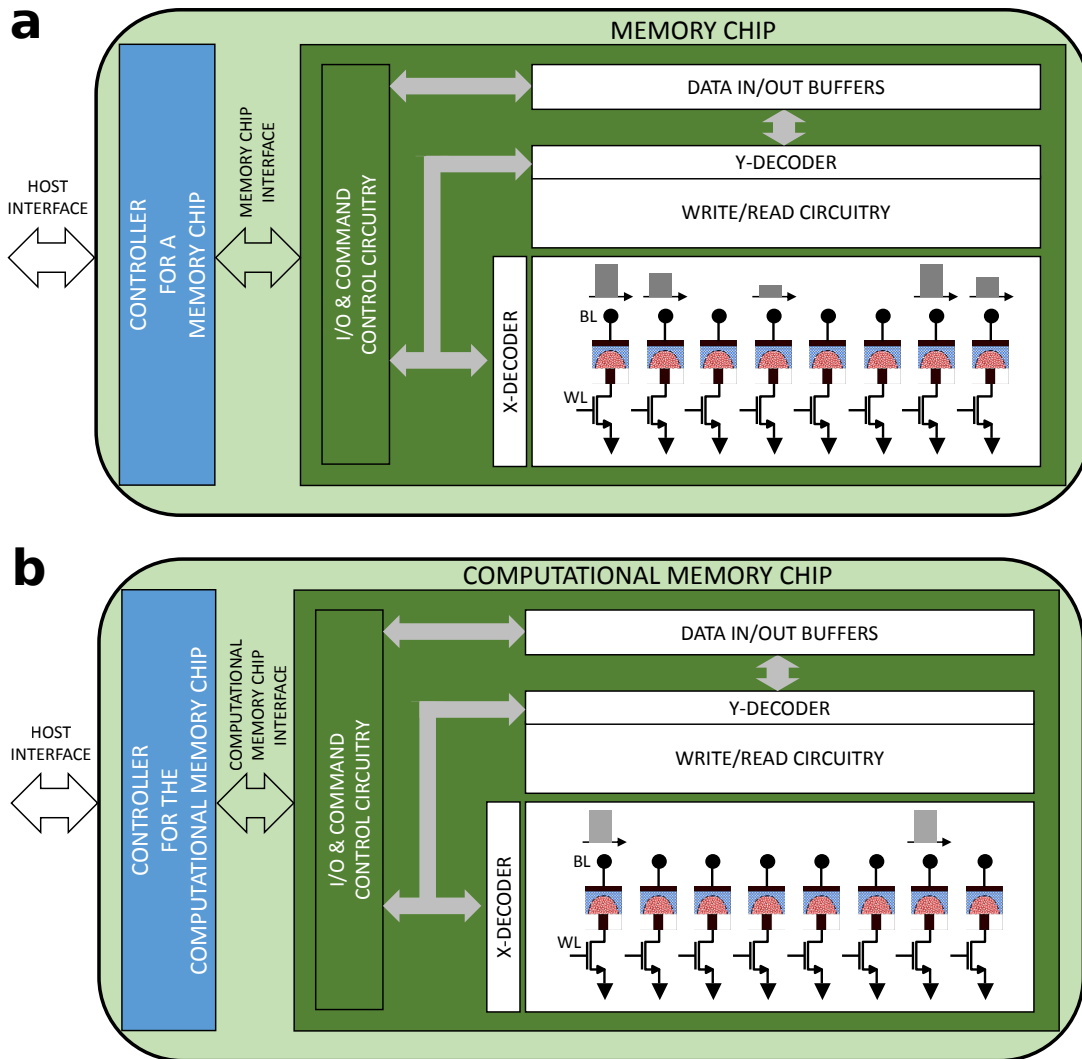 a
MEMORY CHIP
HOST
INTERFACE
CONTROLLER
FOR A
MEMORY CHIP
MEMORY CHIP
INTERFACE
I/O & COMMAND
CONTROL CIRCUITRY
DATA IN/OUT BUFFERS
Y-DECODER
WRITE/READ CIRCUITRY
X-DECODER
BL
WL
b
COMPUTATIONAL MEMORY CHIP
HOST
INTERFACE
CONTROLLER
FOR THE
COMPUTATIONAL MEMORY CHIP
COMPUTATIONAL
MEMORY CHIP
INTERFACE
I/O & COMMAND
CONTROL CIRCUITRY
DATA IN/OUT BUFFERS
Y-DECODER
WRITE/READ CIRCUITRY
X-DECODER
BL
WL